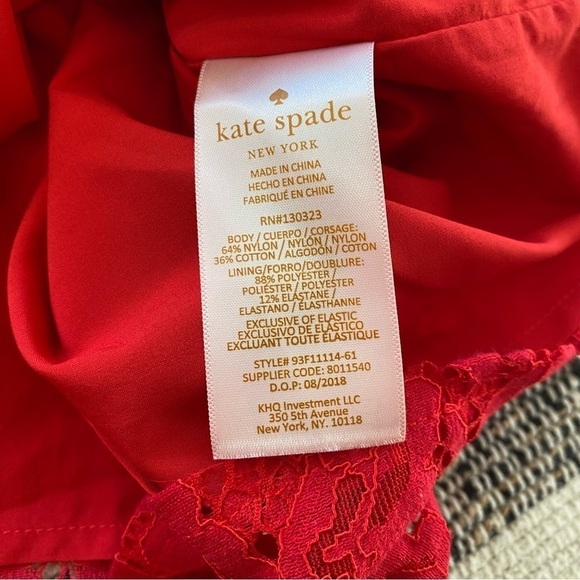 kate spade
NEW YORK
MADE IN CHINA
HECHO EN CHINA
FABRIQUÉ EN CHINE
RN#130323
BODY / CUERPO / CORSAGE:
64% NYLON / NYLON / NYLON
36% COTTON / ALGODÓN / COTON
LINING/FORRO/DOUBLURE:
88% POLYESTER /
POLIÉSTER / POLYESTER
12% ELASTANE /
ELASTANO / ÉLASTHANNE
EXCLUSIVE OF ELASTIC
EXCLUSIVO DE ELÁSTICO
EXCLUANT TOUTE ÉLASTIQUE
STYLE# 93F11114-61
SUPPLIER CODE: 8011540
D.O.P: 08/2018
KHQ Investment LLC
350 5th Avenue
New York, NY. 10118